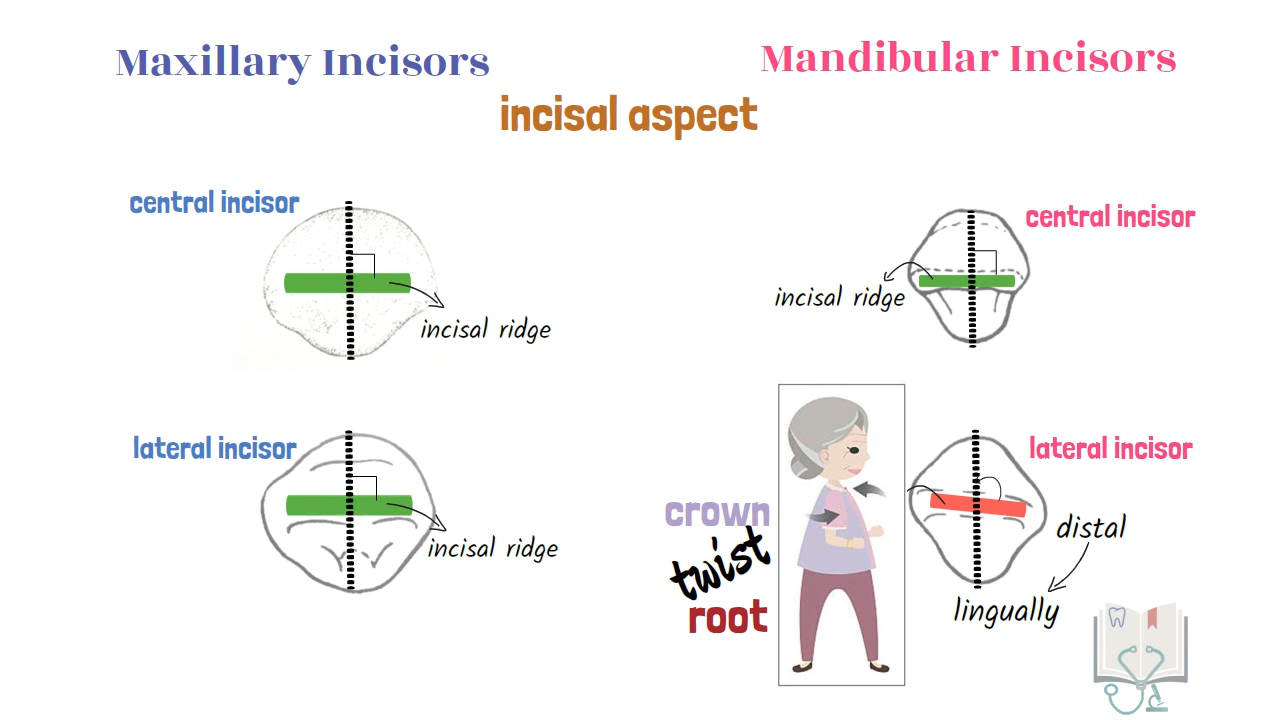 Maxillary Incisors
Mandibular Incisors
incisal aspect
central incisor
incisal ridge
central incisor
incisal ridge
lateral incisor
incisal ridge
lateral incisor
crown
twist
root
distal
lingually